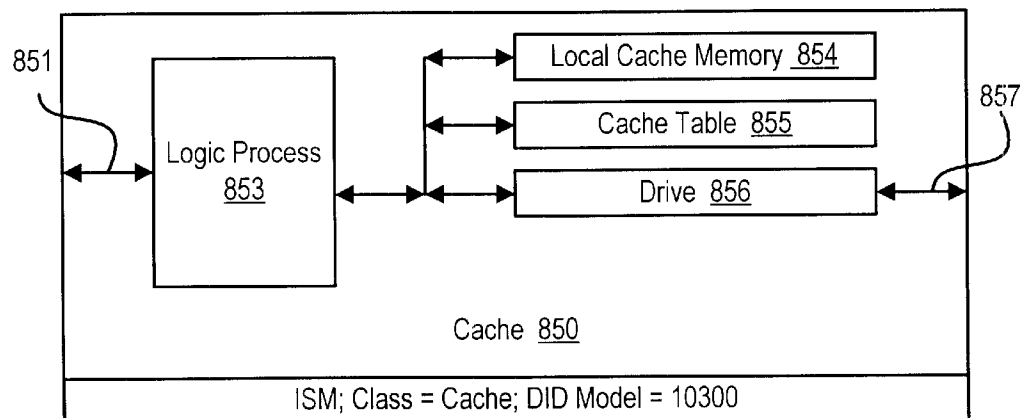 851
Logic Process
853
Local Cache Memory 854
Cache Table 855
Drive 856
857
Cache 850
ISM; Class = Cache; DID Model = 10300